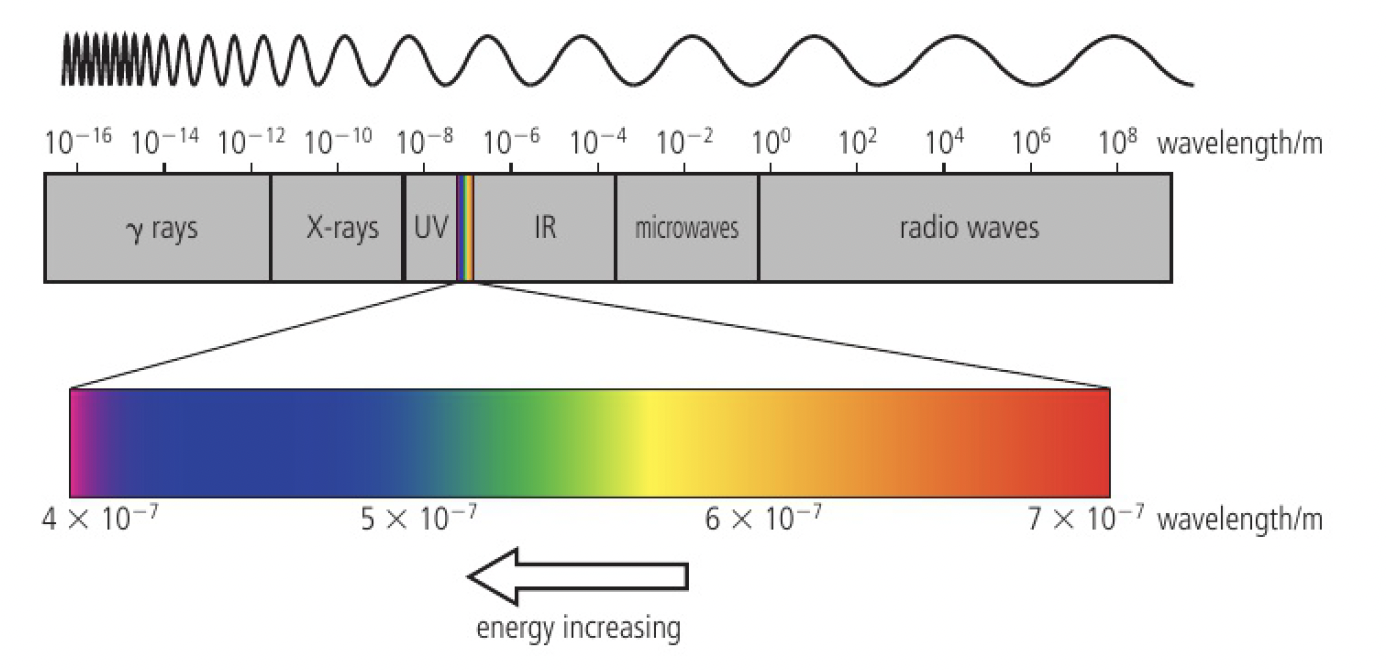 10⁻¹⁶ 10⁻¹⁴ 10⁻¹² 10⁻¹⁰ 10⁻⁸ 10⁻⁶ 10⁻⁴ 10⁻² 10⁰ 10² 10⁴ 10⁶ 10⁸ wavelength/m
γ rays X-rays UV IR microwaves radio waves
4 × 10⁻⁷ 5 × 10⁻⁷ 6 × 10⁻⁷ 7 × 10⁻⁷ wavelength/m
energy increasing